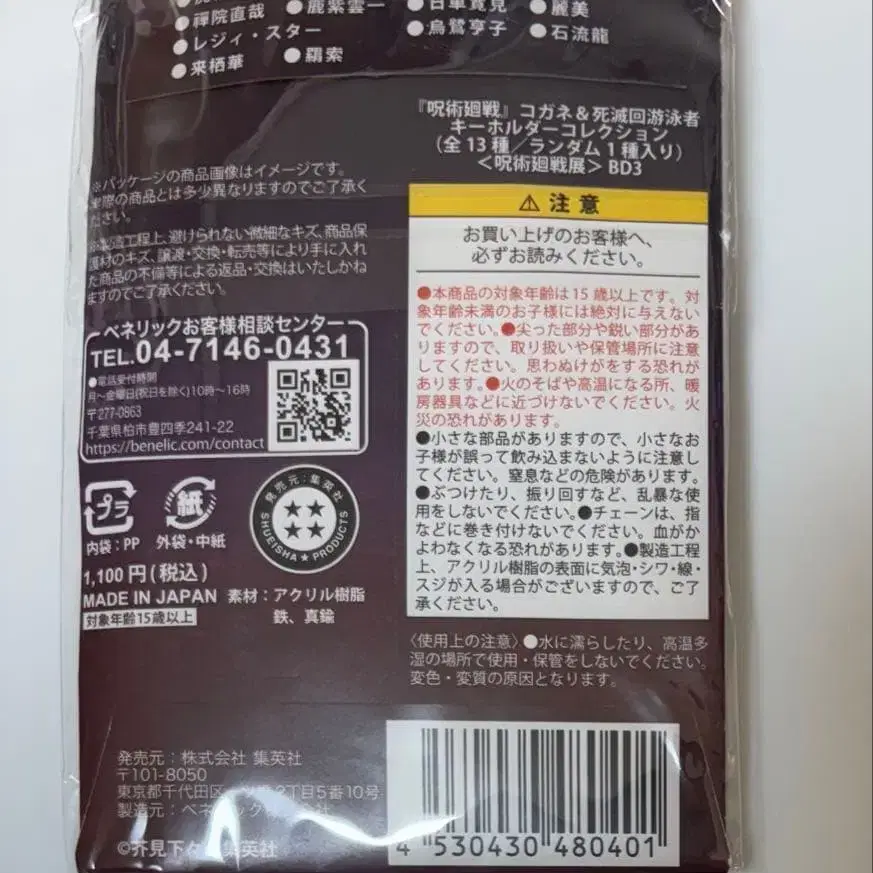 ● 禪院直哉
● 鹿紫雲一
● 日車寛見
● 麗美
● レジィ・スター
● 烏鷺亨子
● 石流龍
● 来栖華
● 羂索
『呪術廻戦』コガネ&死滅回游泳者
キーホルダーコレクション
(全13種/ランダム1種入り)
<呪術廻戦展> BD3
※パッケージの商品画像はイメージです。
実際の商品とは多少異なりますのでご了承く
ださい。
※製造工程上、避けられない微細なキズ、商品保
護材のキズ、譲渡・交換・転売等により手に入れ
た商品の不備等による返品・交換はいたしかね
ますのでご了承ください。
ベネリックお客様相談センター
TEL.04-7146-0431
●電話受付時間
月~金曜日(祝日を除く)10時~16時
〒277-0863
千葉県柏市豊四季241-22
https://benelic.com/contact
プラ
内袋:PP
紙
外袋・中紙
発売元:集英社
SHUEISHA ★ PRODUCTS
1,100円(税込)
MADE IN JAPAN
対象年齢15歳以上
素材:アクリル樹脂
鉄、真鍮
⚠ 注意
お買い上げのお客様へ、
必ずお読みください。
●本商品の対象年齢は15歳以上です。対
象年齢未満のお子様には絶対に与えない
でください。●尖った部分や鋭い部分があ
りますので、取り扱いや保管場所に注意
してください。思わぬけがをする恐れが
あります。●火のそばや高温になる所、暖
房器具などに近づけないでください。火
災の恐れがあります。
●小さな部品がありますので、小さなお
子様が誤って飲み込まないように注意し
てください。窒息などの危険があります。
●ぶつけたり、振り回すなど、乱暴な使
用をしないでください。●チェーンは、指
などに巻き付けないでください。血がか
よわなくなる恐れがあります。●製造工程
上、アクリル樹脂の表面に気泡・シワ・線・
スジが入る場合がございますので、ご了
承ください。
〈使用上の注意〉●水に濡らしたり、高温多
湿の場所で使用・保管をしないでください。
変色・変質の原因となります。
発売元:株式会社 集英社
〒101-8050
東京都千代田区一ツ橋2丁目5番10号
製造元:ベネリック株式会社
©芥見下々/集英社
4 530430 480401